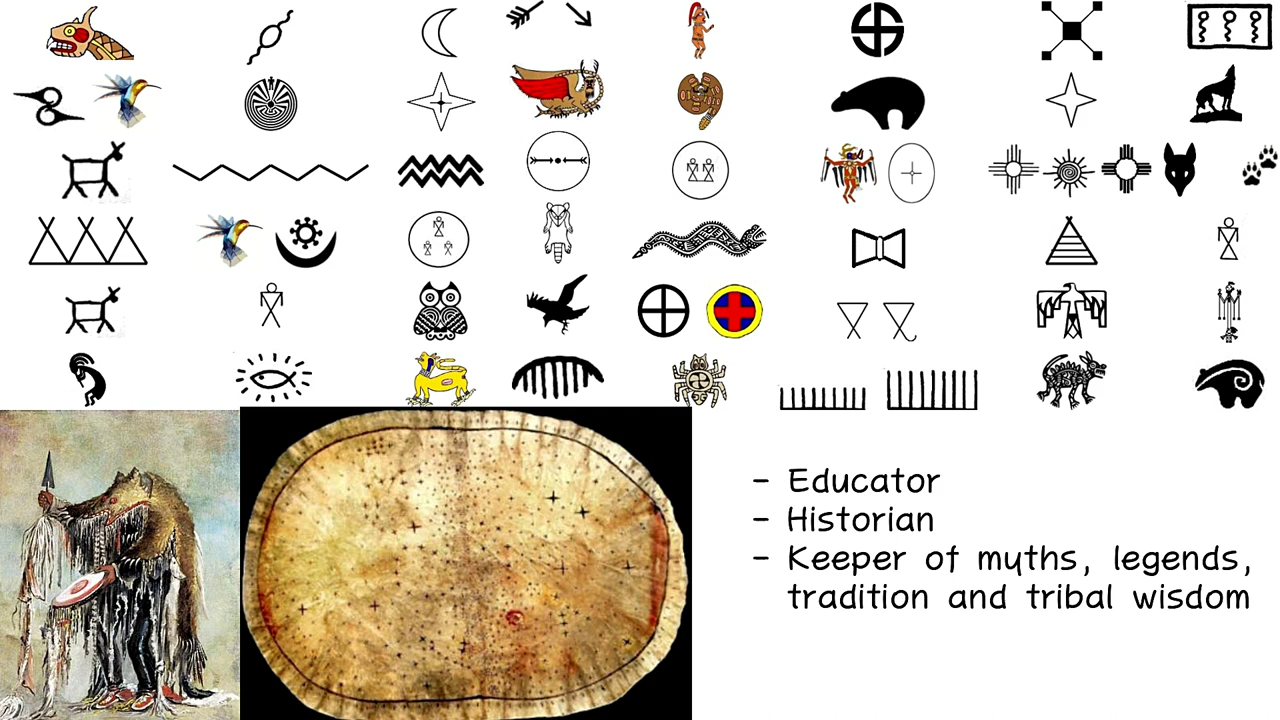 - Educator
- Historian
- Keeper of myths, legends,
tradition and tribal wisdom